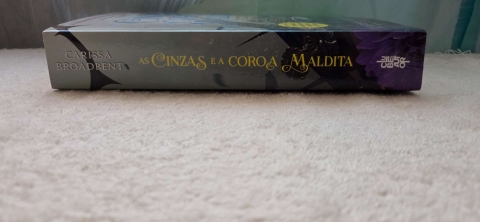 CARISSA
BROADBENT
AS CINZAS E A COROA MALDITA